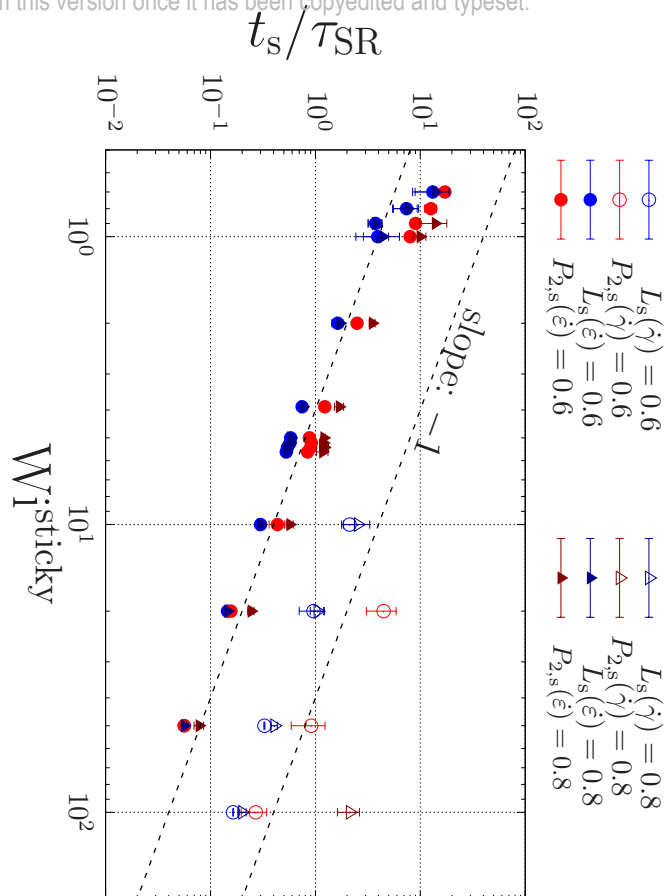 n this version once it has been copyedited and typeset.
t_s/τ_SR
10^-2
10^-1
10^0
10^1
10^2
L_s(γ̇) = 0.6
P_2,s(γ̇) = 0.6
L_s(ε̇) = 0.6
P_2,s(ε̇) = 0.6
L_s(γ̇) = 0.8
P_2,s(γ̇) = 0.8
L_s(ε̇) = 0.8
P_2,s(ε̇) = 0.8
slope: −1
10^0
10^1
10^2
Wi^sticky